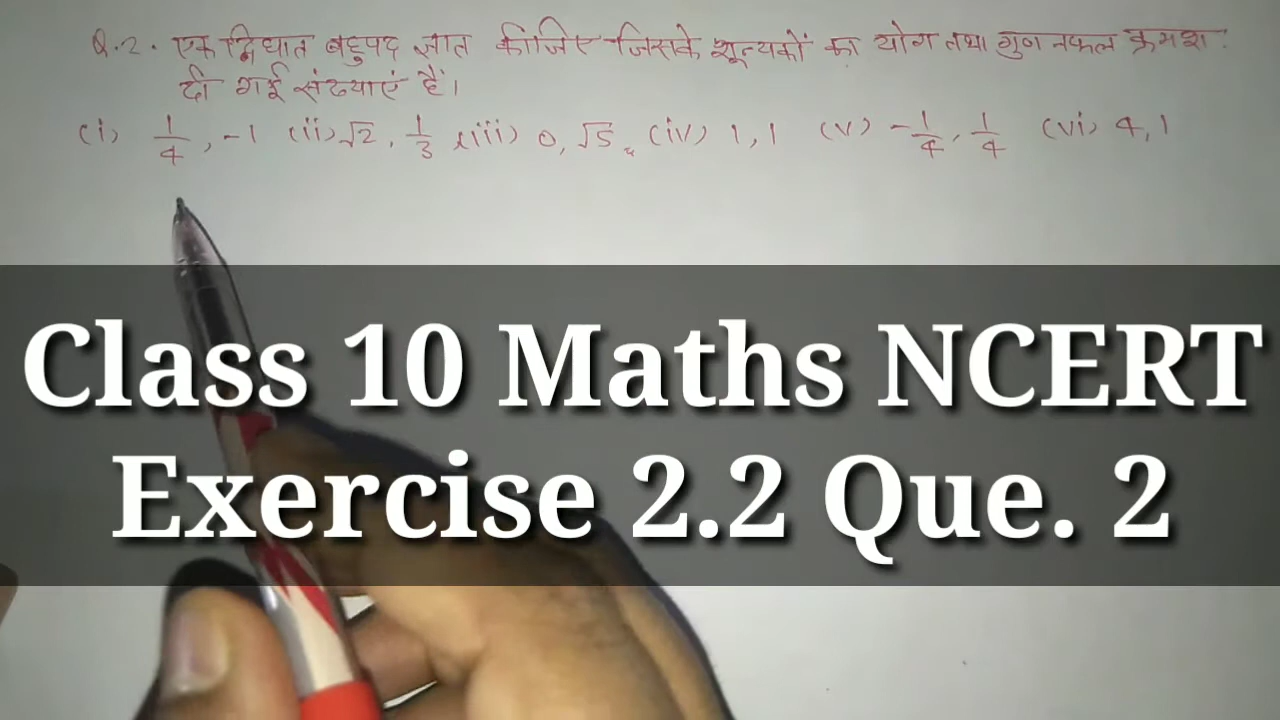 Q.2. एक द्विघात बहुपद ज्ञात कीजिए जिसके शून्यकों का योग तथा गुणनफल क्रमशः
दी गई संख्याएं हैं।
(i) 1/4, -1 (ii) √2, 1/3 (iii) 0, √5 (iv) 1, 1 (v) -1/4, 1/4 (vi) 4, 1
Class 10 Maths NCERT
Exercise 2.2 Que. 2